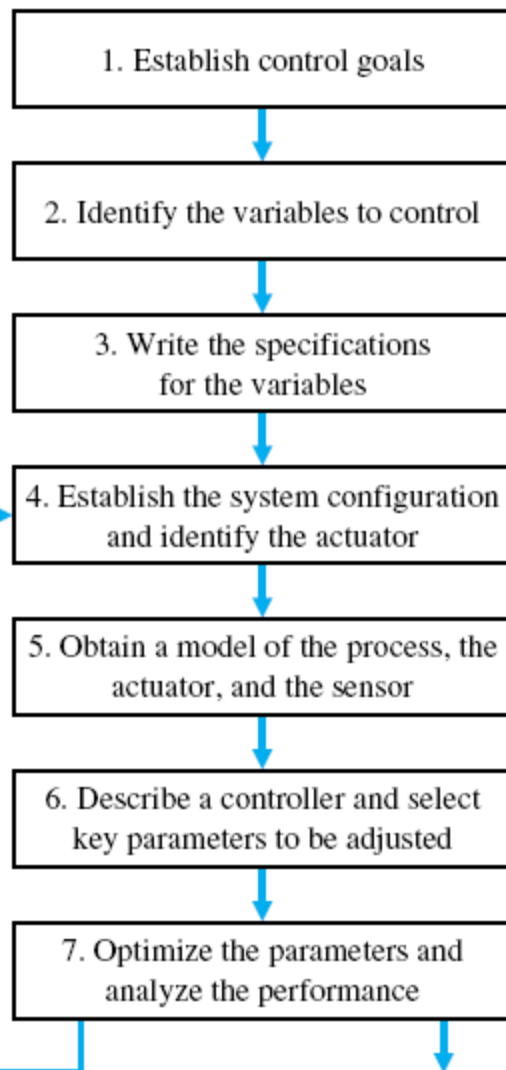 1. Establish control goals
2. Identify the variables to control
3. Write the specifications
for the variables
4. Establish the system configuration
and identify the actuator
5. Obtain a model of the process, the
actuator, and the sensor
6. Describe a controller and select
key parameters to be adjusted
7. Optimize the parameters and
analyze the performance